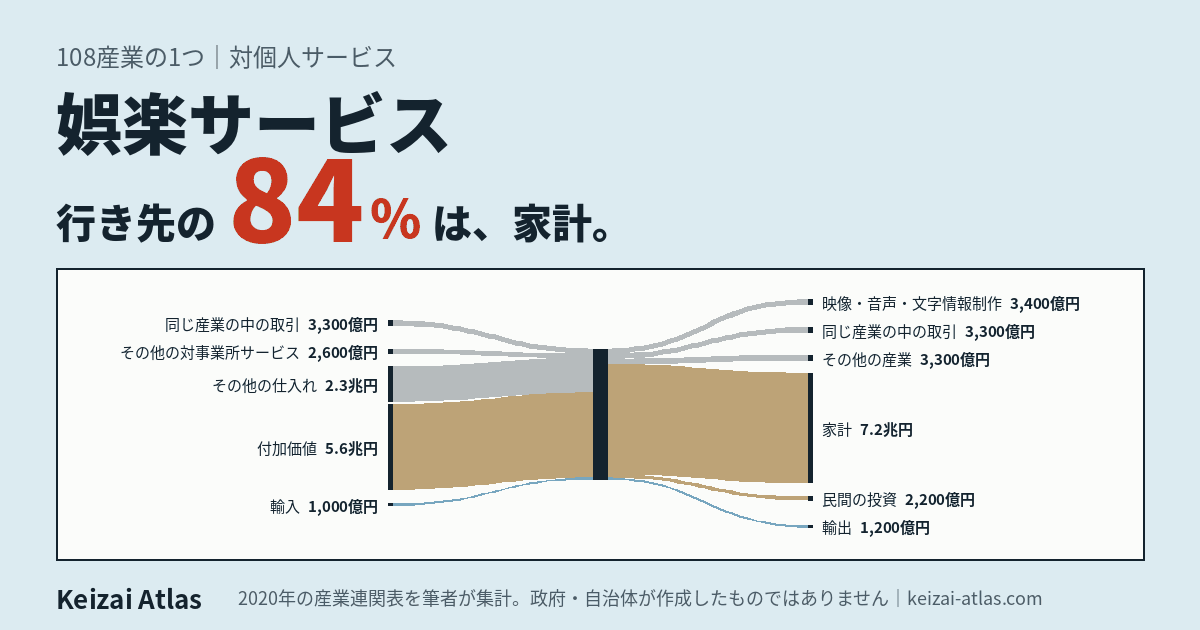 108産業の1つ｜対個人サービス
娯楽サービス
行き先の 84% は、家計。
同じ産業の中の取引 3,300億円
その他の対事業所サービス 2,600億円
その他の仕入れ 2.3兆円
付加価値 5.6兆円
輸入 1,000億円
映像・音声・文字情報制作 3,400億円
同じ産業の中の取引 3,300億円
その他の産業 3,300億円
家計 7.2兆円
民間の投資 2,200億円
輸出 1,200億円
Keizai Atlas 2020年の産業連関表を筆者が集計。政府・自治体が作成したものではありません｜keizai-atlas.com